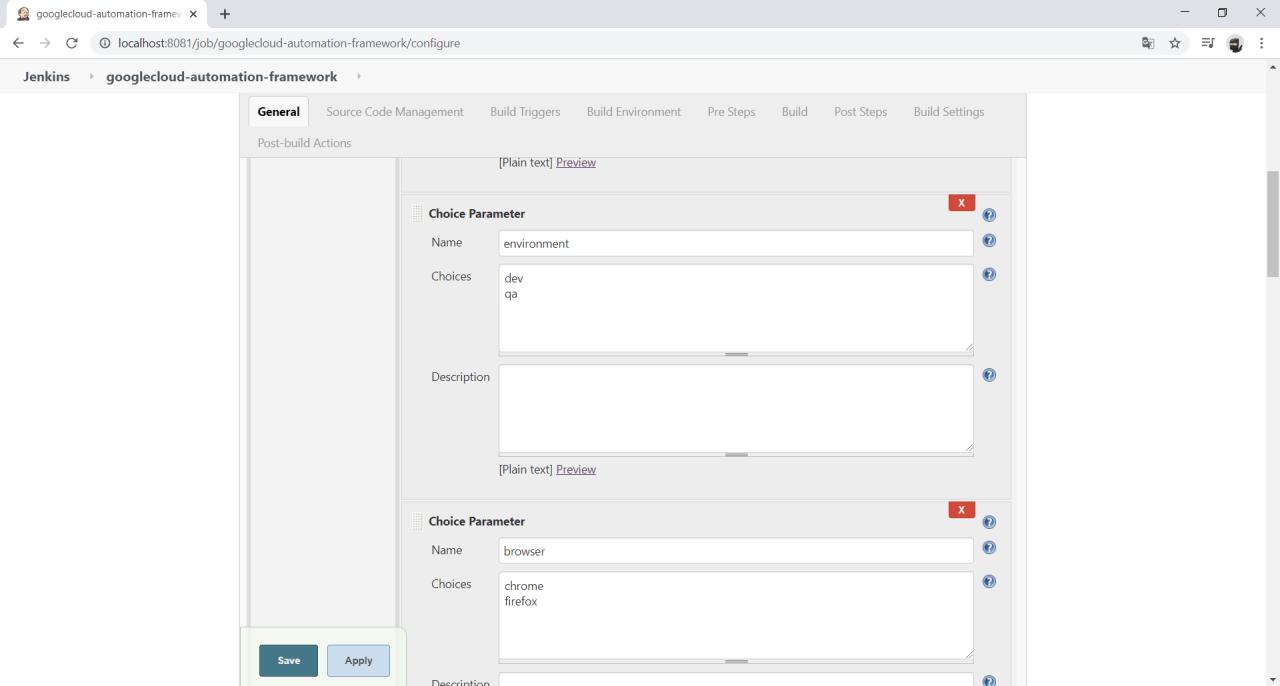 googlecloud-automation-framew
localhost:8081/job/googlecloud-automation-framework/configure
Jenkins googlecloud-automation-framework
General Source Code Management Build Triggers Build Environment Pre Steps Build Post Steps Build Settings
Post-build Actions
[Plain text] Preview
X
Choice Parameter
Name environment
Choices dev
qa
Description
[Plain text] Preview
X
Choice Parameter
Name browser
Choices chrome
firefox
Save Apply
Description